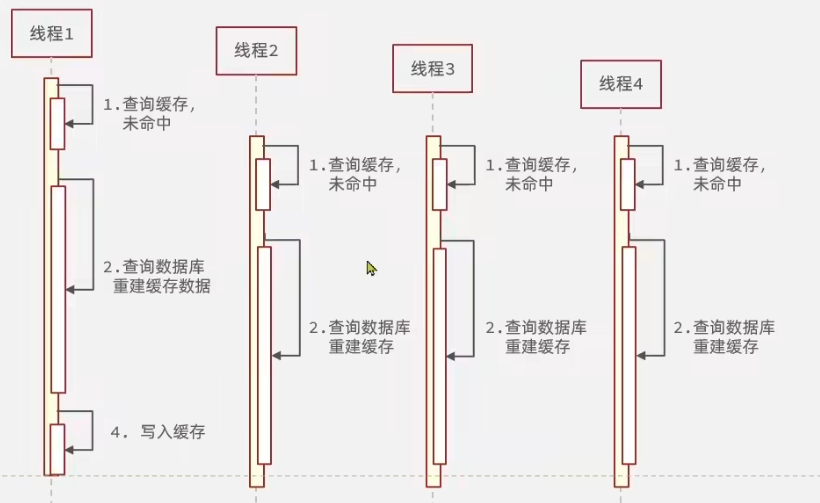 线程1
线程2
线程3
线程4
1.查询缓存,
未命中
1.查询缓存,
未命中
1.查询缓存,
未命中
1.查询缓存,
未命中
2.查询数据库
重建缓存数据
2.查询数据库
重建缓存
2.查询数据库
重建缓存
2.查询数据库
重建缓存
4. 写入缓存